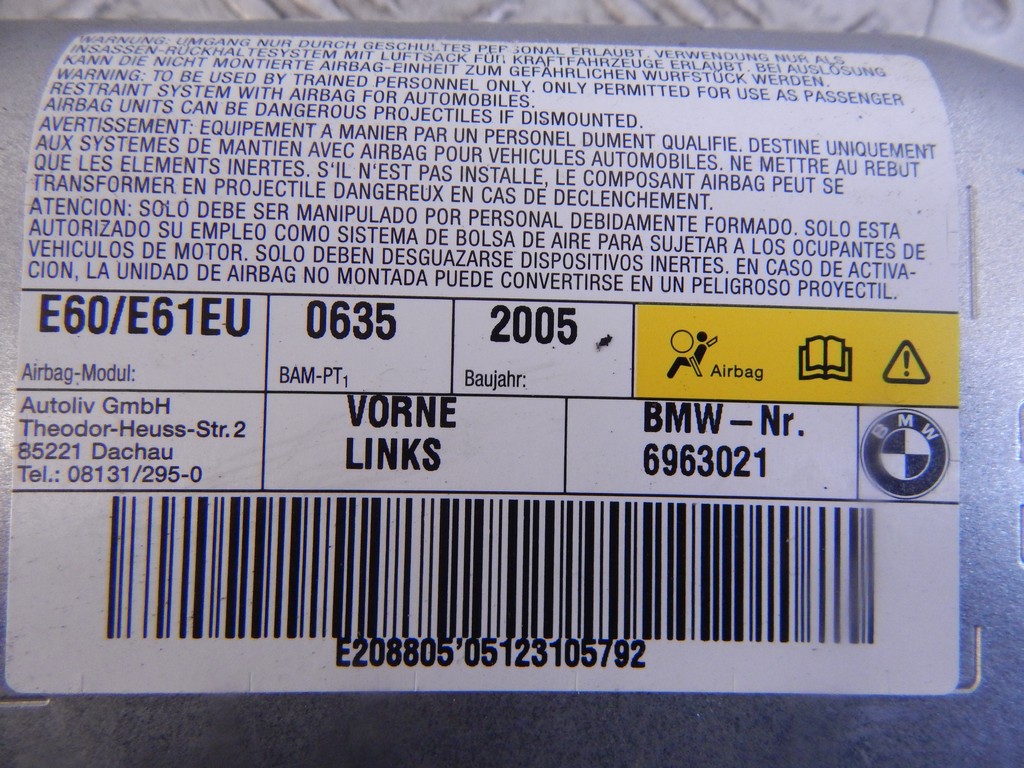 WARNUNG: UMGANG NUR DURCH GESCHULTES PERSONAL ERLAUBT. VERWENDUNG NUR ALS
INSASSEN-RÜCKHALTESYSTEM MIT LUFTSACK FÜR KRAFTFAHRZEUGE ERLAUBT. BEI AUSLÖSUNG
KANN DIE NICHT MONTIERTE AIRBAG-EINHEIT ZUM GEFÄHRLICHEN WURFSTÜCK WERDEN.
WARNING: TO BE USED BY TRAINED PERSONNEL ONLY. ONLY PERMITTED FOR USE AS PASSENGER
RESTRAINT SYSTEM WITH AIRBAG FOR AUTOMOBILES.
AIRBAG UNITS CAN BE DANGEROUS PROJECTILES IF DISMOUNTED.
AVERTISSEMENT: EQUIPEMENT A MANIER PAR UN PERSONEL DUMENT QUALIFIE. DESTINE UNIQUEMENT
AUX SYSTEMES DE MANTIEN AVEC AIRBAG POUR VEHICULES AUTOMOBILES. NE METTRE AU REBUT
QUE LES ELEMENTS INERTES. S'IL N'EST PAS INSTALLE, LE COMPOSANT AIRBAG PEUT SE
TRANSFORMER EN PROJECTILE DANGEREUX EN CAS DE DECLENCHEMENT.
ATENCION: SOLO DEBE SER MANIPULADO POR PERSONAL DEBIDAMENTE FORMADO. SOLO ESTA
AUTORIZADO SU EMPLEO COMO SISTEMA DE BOLSA DE AIRE PARA SUJETAR A LOS OCUPANTES DE
VEHICULOS DE MOTOR. SOLO DEBEN DESGUAZARSE DISPOSITIVOS INERTES. EN CASO DE ACTIVA-
CION, LA UNIDAD DE AIRBAG NO MONTADA PUEDE CONVERTIRSE EN UN PELIGROSO PROYECTIL.
E60/E61EU 0635 2005
Airbag-Modul: BAM-PT1 Baujahr: Airbag
Autoliv GmbH
Theodor-Heuss-Str. 2
85221 Dachau
Tel.: 08131/295-0
VORNE
LINKS
BMW – Nr.
6963021
BMW
E208805'05123105792